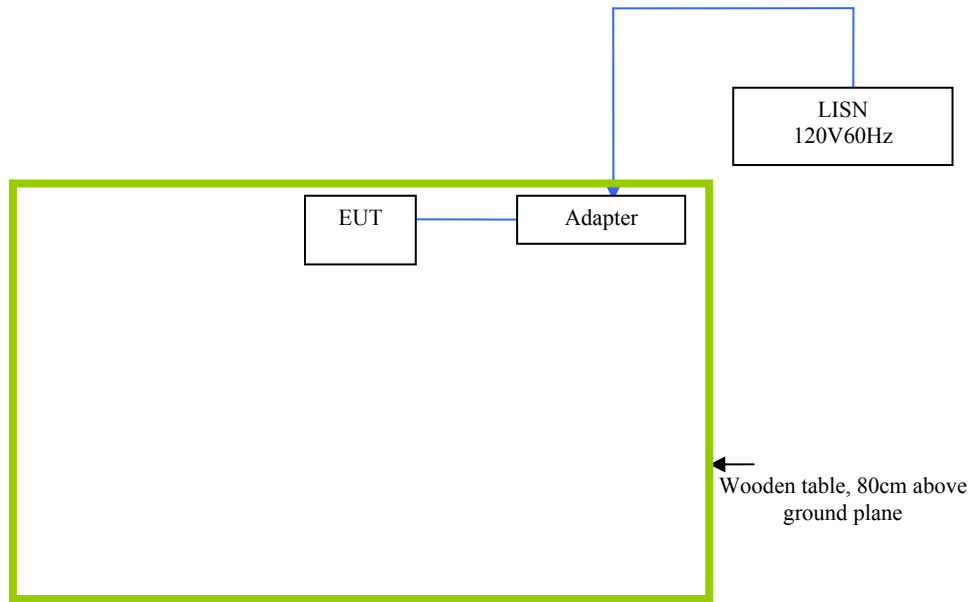 LISN
120V60Hz
EUT
Adapter
Wooden table, 80cm above
ground plane